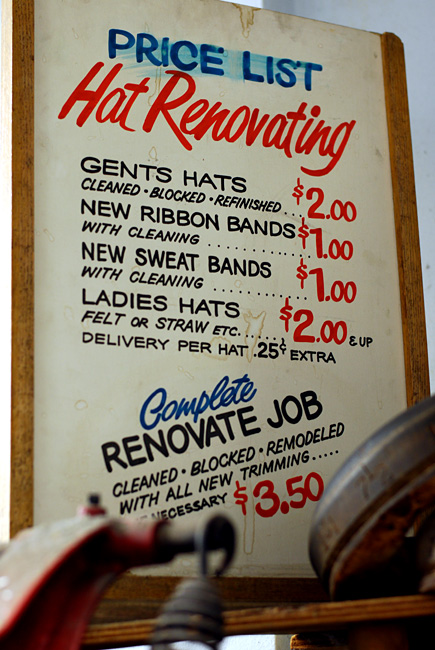 PRICE LIST
Hat Renovating
GENTS HATS
CLEANED • BLOCKED • REFINISHED... $2.00
NEW RIBBON BANDS
WITH CLEANING .............. $1.00
NEW SWEAT BANDS
WITH CLEANING .............. $1.00
LADIES HATS
FELT OR STRAW ETC..... $2.00 & UP
DELIVERY PER HAT .25¢ EXTRA
Complete
RENOVATE JOB
CLEANED • BLOCKED • REMODELED
WITH ALL NEW TRIMMING.....
NECESSARY $3.50